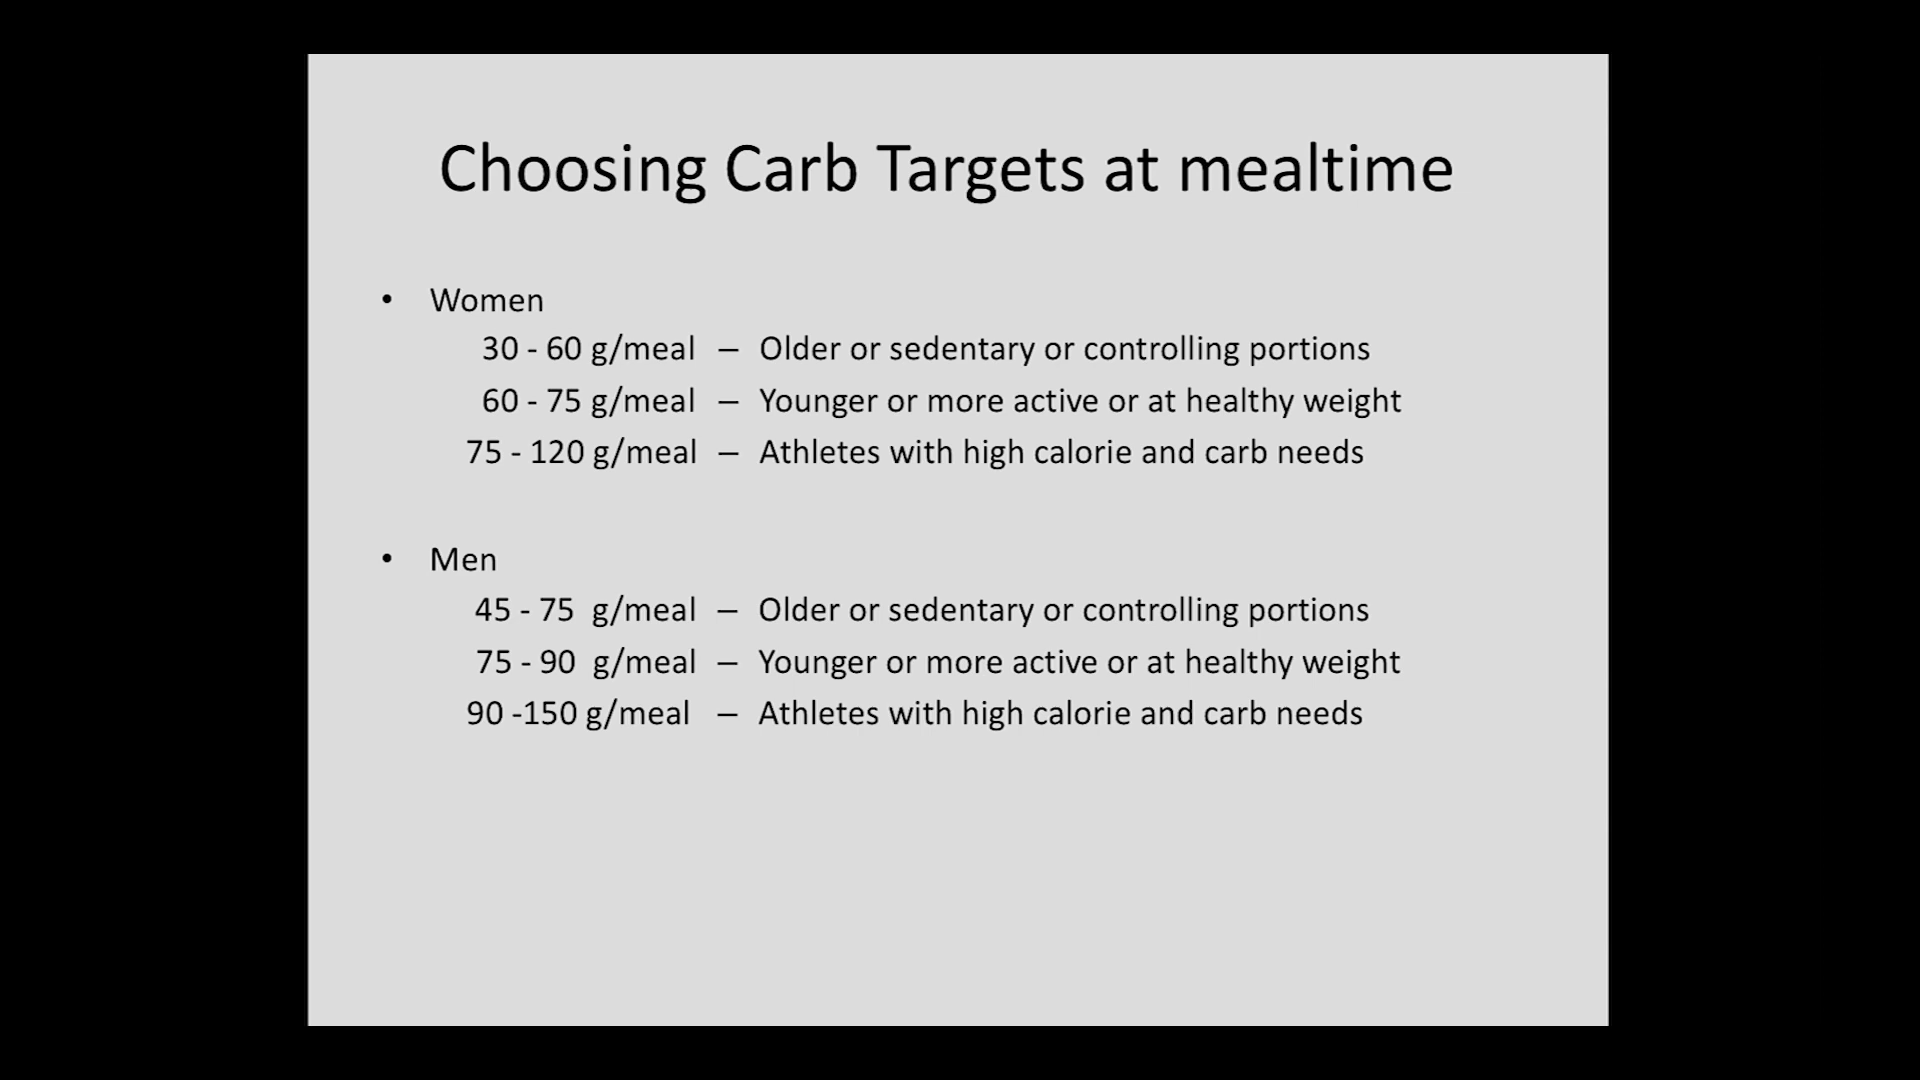 Choosing Carb Targets at mealtime
• Women
30 - 60 g/meal – Older or sedentary or controlling portions
60 - 75 g/meal – Younger or more active or at healthy weight
75 - 120 g/meal – Athletes with high calorie and carb needs
• Men
45 - 75 g/meal – Older or sedentary or controlling portions
75 - 90 g/meal – Younger or more active or at healthy weight
90 -150 g/meal – Athletes with high calorie and carb needs